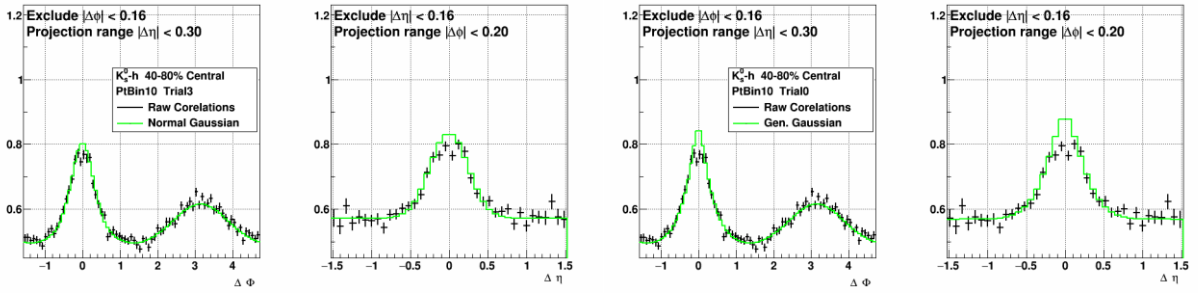 Exclude |Δϕ| < 0.16
Projection range |Δη| < 0.30
K⁰ₛ-h 40-80% Central
PtBin10 Trial3
Raw Corelations
Normal Gaussian
1.2
1
0.8
0.6
−1 0 1 2 3 4
Δ Φ
Exclude |Δη| < 0.16
Projection range |Δϕ| < 0.20
1.2
1
0.8
0.6
−1.5 −1 −0.5 0 0.5 1 1.5
Δ η
Exclude |Δϕ| < 0.16
Projection range |Δη| < 0.30
K⁰ₛ-h 40-80% Central
PtBin10 Trial0
Raw Corelations
Gen. Gaussian
1.2
1
0.8
0.6
−1 0 1 2 3 4
Δ Φ
Exclude |Δη| < 0.16
Projection range |Δϕ| < 0.20
1.2
1
0.8
0.6
−1.5 −1 −0.5 0 0.5 1 1.5
Δ η